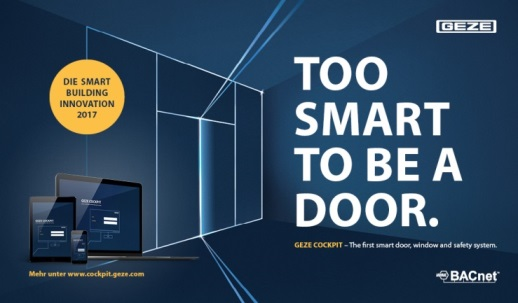 GEZE
DIE SMART
BUILDING
INNOVATION
2017
TOO
SMART
TO BE A
DOOR.
GEZE COCKPIT – The first smart door, window and safety system.
Mehr unter www.cockpit.geze.com
BACnet